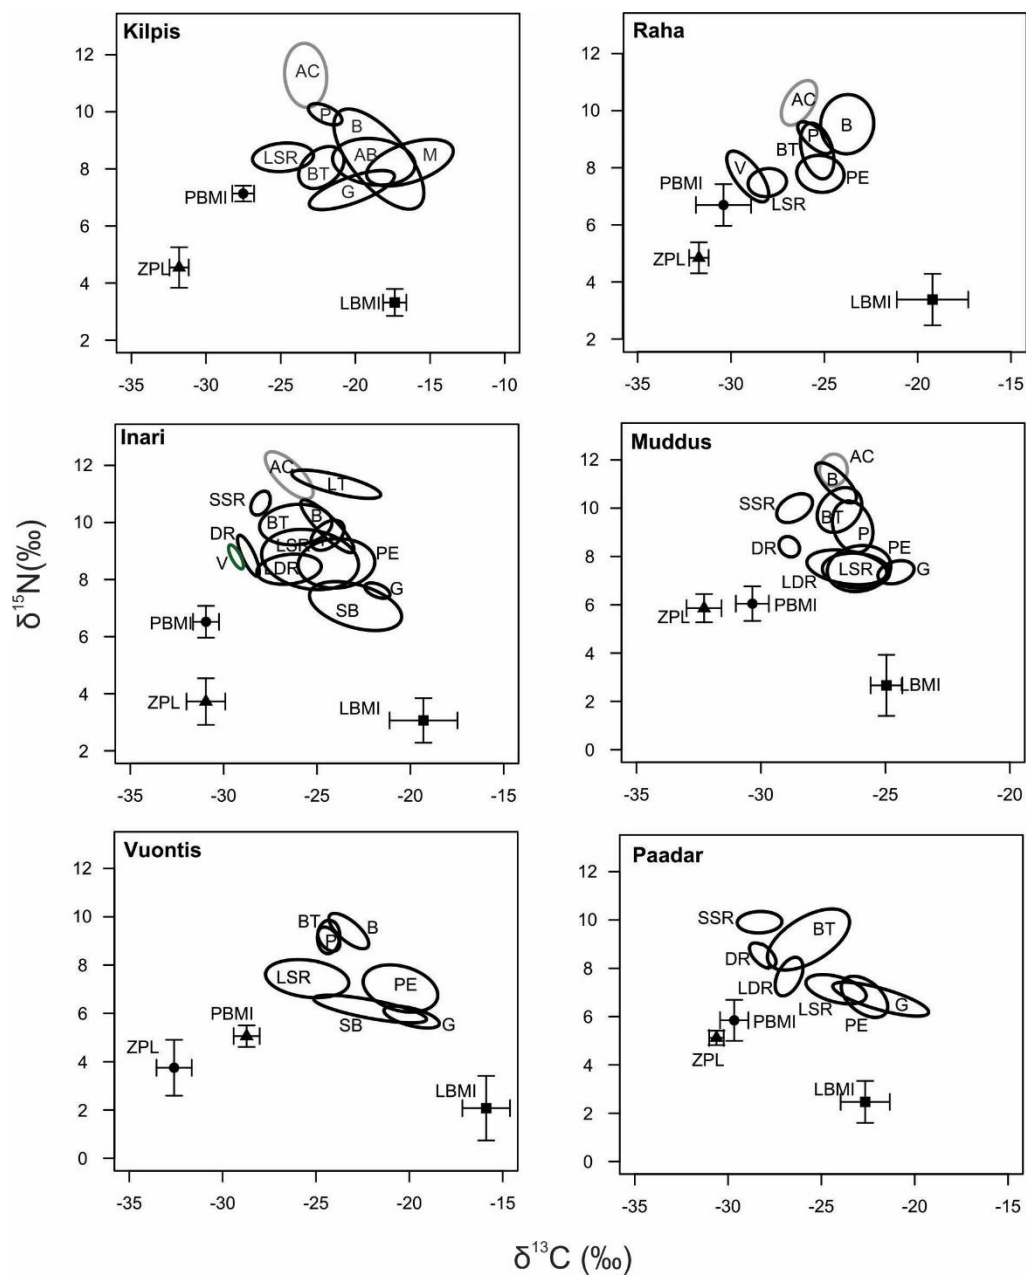 Kilpis
12
10
8
6
4
2
AC
P
B
LSR
BT
AB
M
G
PBMI
ZPL
LBMI
-35 -30 -25 -20 -15 -10
Raha
12
10
8
6
4
2
AC
P
B
BT
V
PE
PBMI
LSR
ZPL
LBMI
-35 -30 -25 -20 -15
Inari
12
10
8
6
4
2
AC
LT
SSR
B
BT
DR
P
LSR
PE
V
LDR
G
SB
PBMI
ZPL
LBMI
-35 -30 -25 -20 -15
Muddus
12
10
8
6
4
2
0
AC
B
SSR
BT
P
DR
PE
LDR
LSR
G
ZPL
PBMI
LBMI
-35 -30 -25 -20
δ15N(‰)
Vuontis
12
10
8
6
4
2
0
BT
B
P
LSR
PE
SB
G
PBMI
ZPL
LBMI
-35 -30 -25 -20 -15
Paadar
12
10
8
6
4
2
0
SSR
BT
DR
LDR
LSR
PE
G
PBMI
ZPL
LBMI
-35 -30 -25 -20 -15
δ13C (‰)